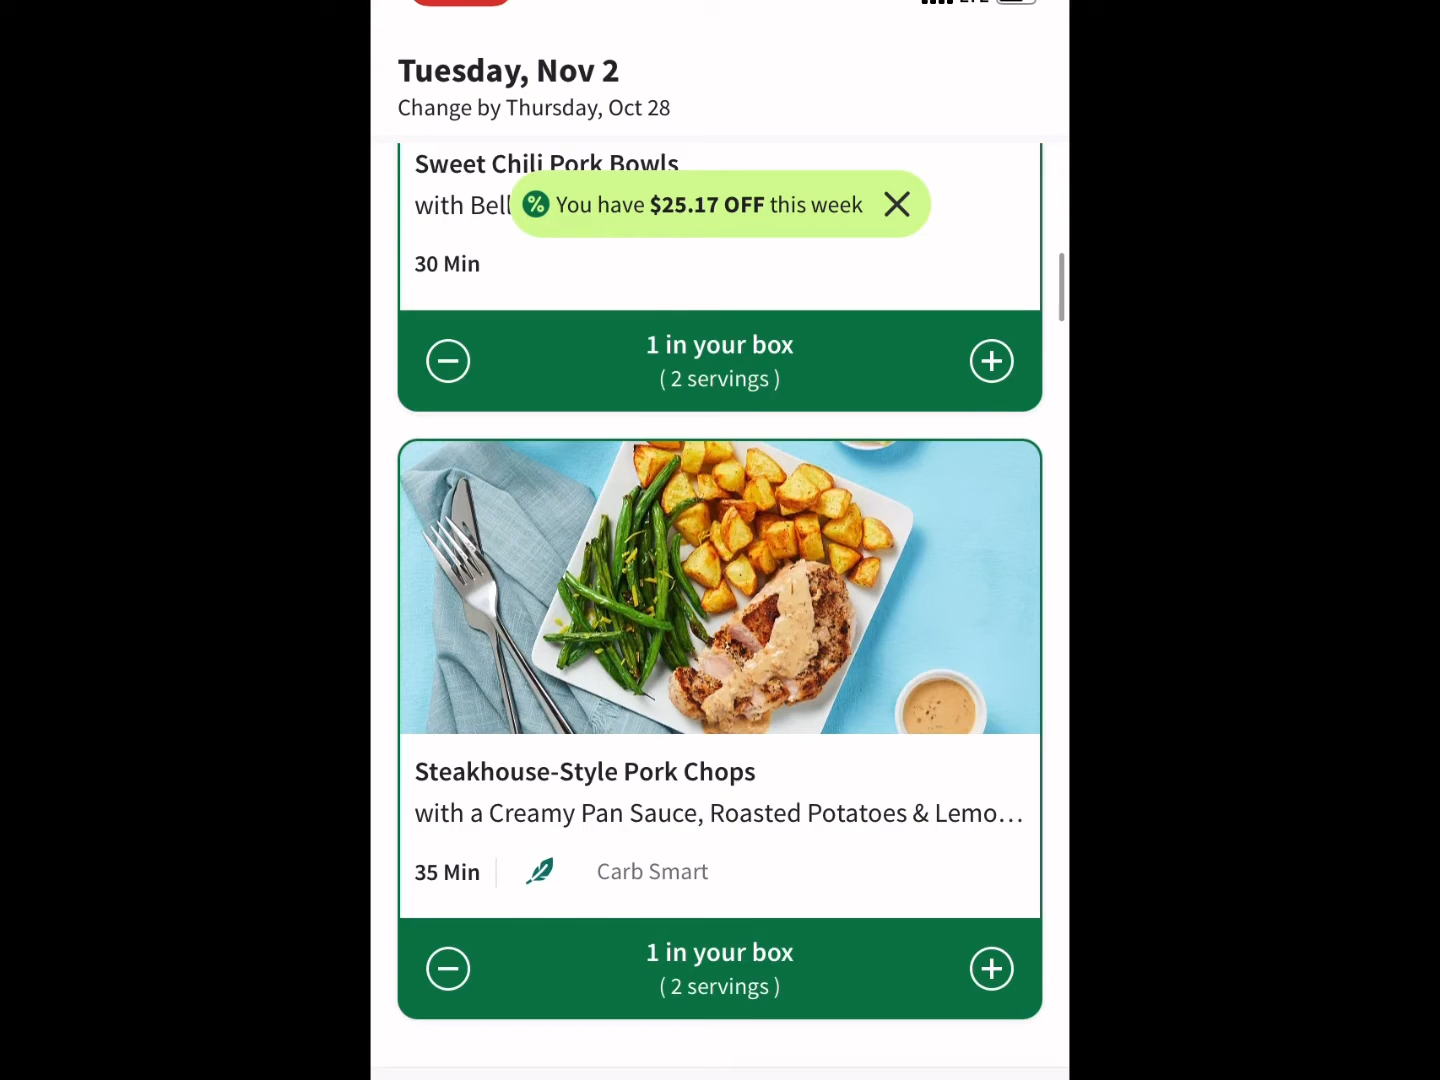 Tuesday, Nov 2
Change by Thursday, Oct 28
Sweet Chili Pork Bowls
with Bell
% You have $25.17 OFF this week
30 Min
1 in your box
( 2 servings )
Steakhouse-Style Pork Chops
with a Creamy Pan Sauce, Roasted Potatoes & Lemo...
35 Min Carb Smart
1 in your box
( 2 servings )